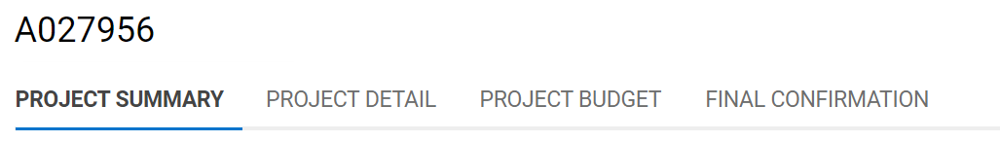 A027956
PROJECT SUMMARY PROJECT DETAIL PROJECT BUDGET FINAL CONFIRMATION